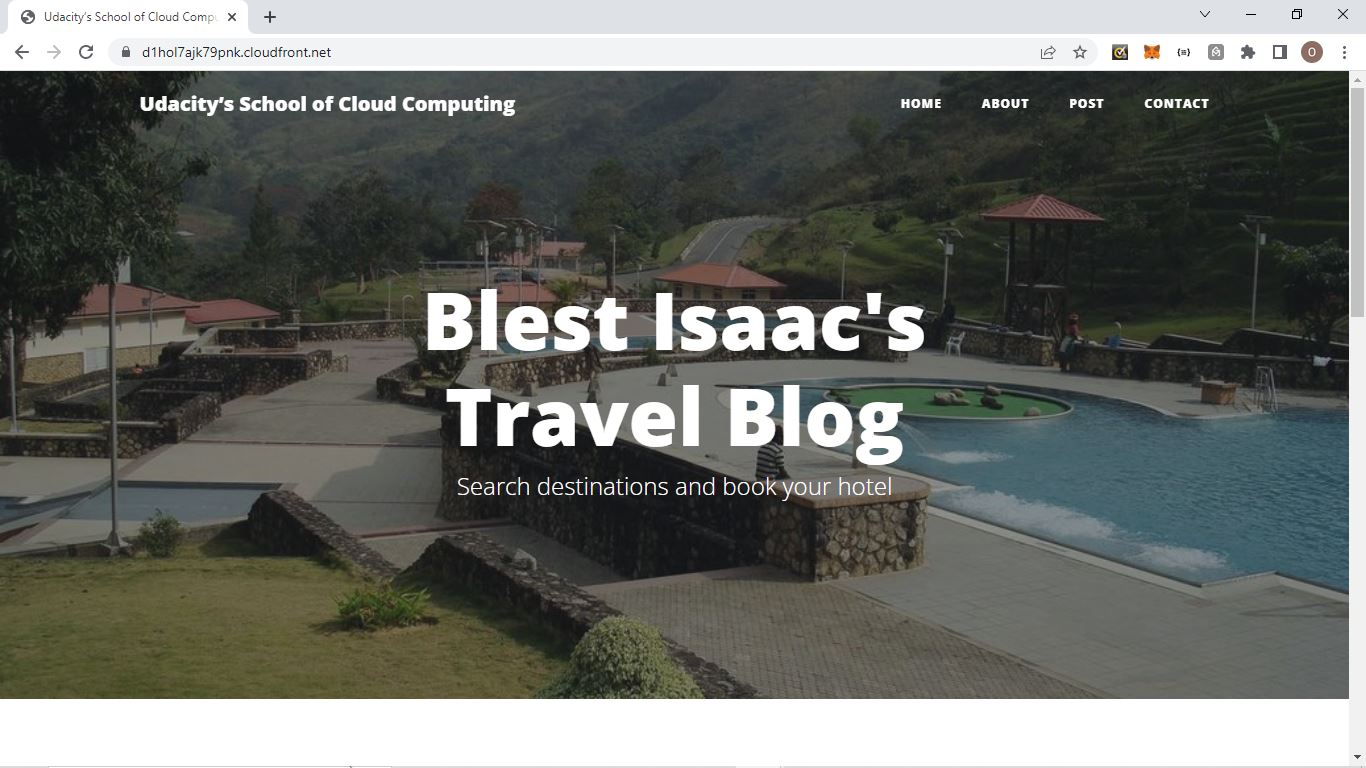 Udacity's School of Cloud Compu
d1hol7ajk79pnk.cloudfront.net
O
Udacity’s School of Cloud Computing
HOME ABOUT POST CONTACT
Blest Isaac's
Travel Blog
Search destinations and book your hotel